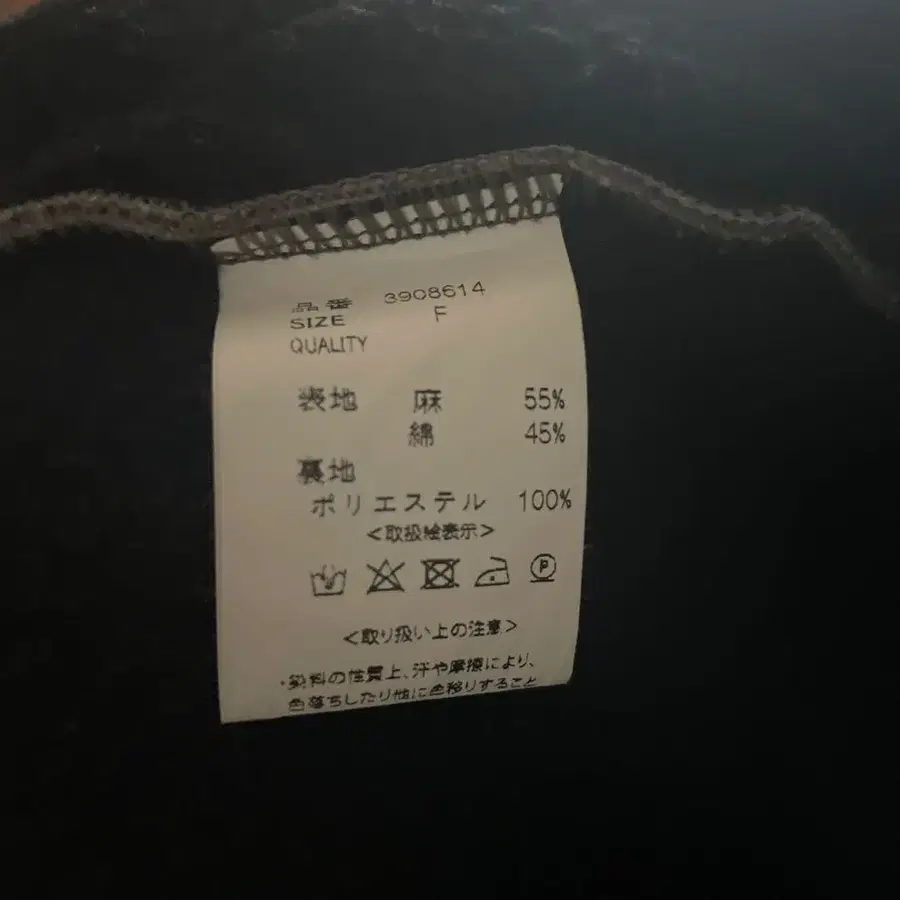 品番 3908614
SIZE F
QUALITY
表地 麻 55%
綿 45%
裏地
ポリエステル 100%
<取扱絵表示>
P
<取り扱い上の注意>
・染料の性質上、汗や摩擦により、
色落ちしたり他に色移りすること